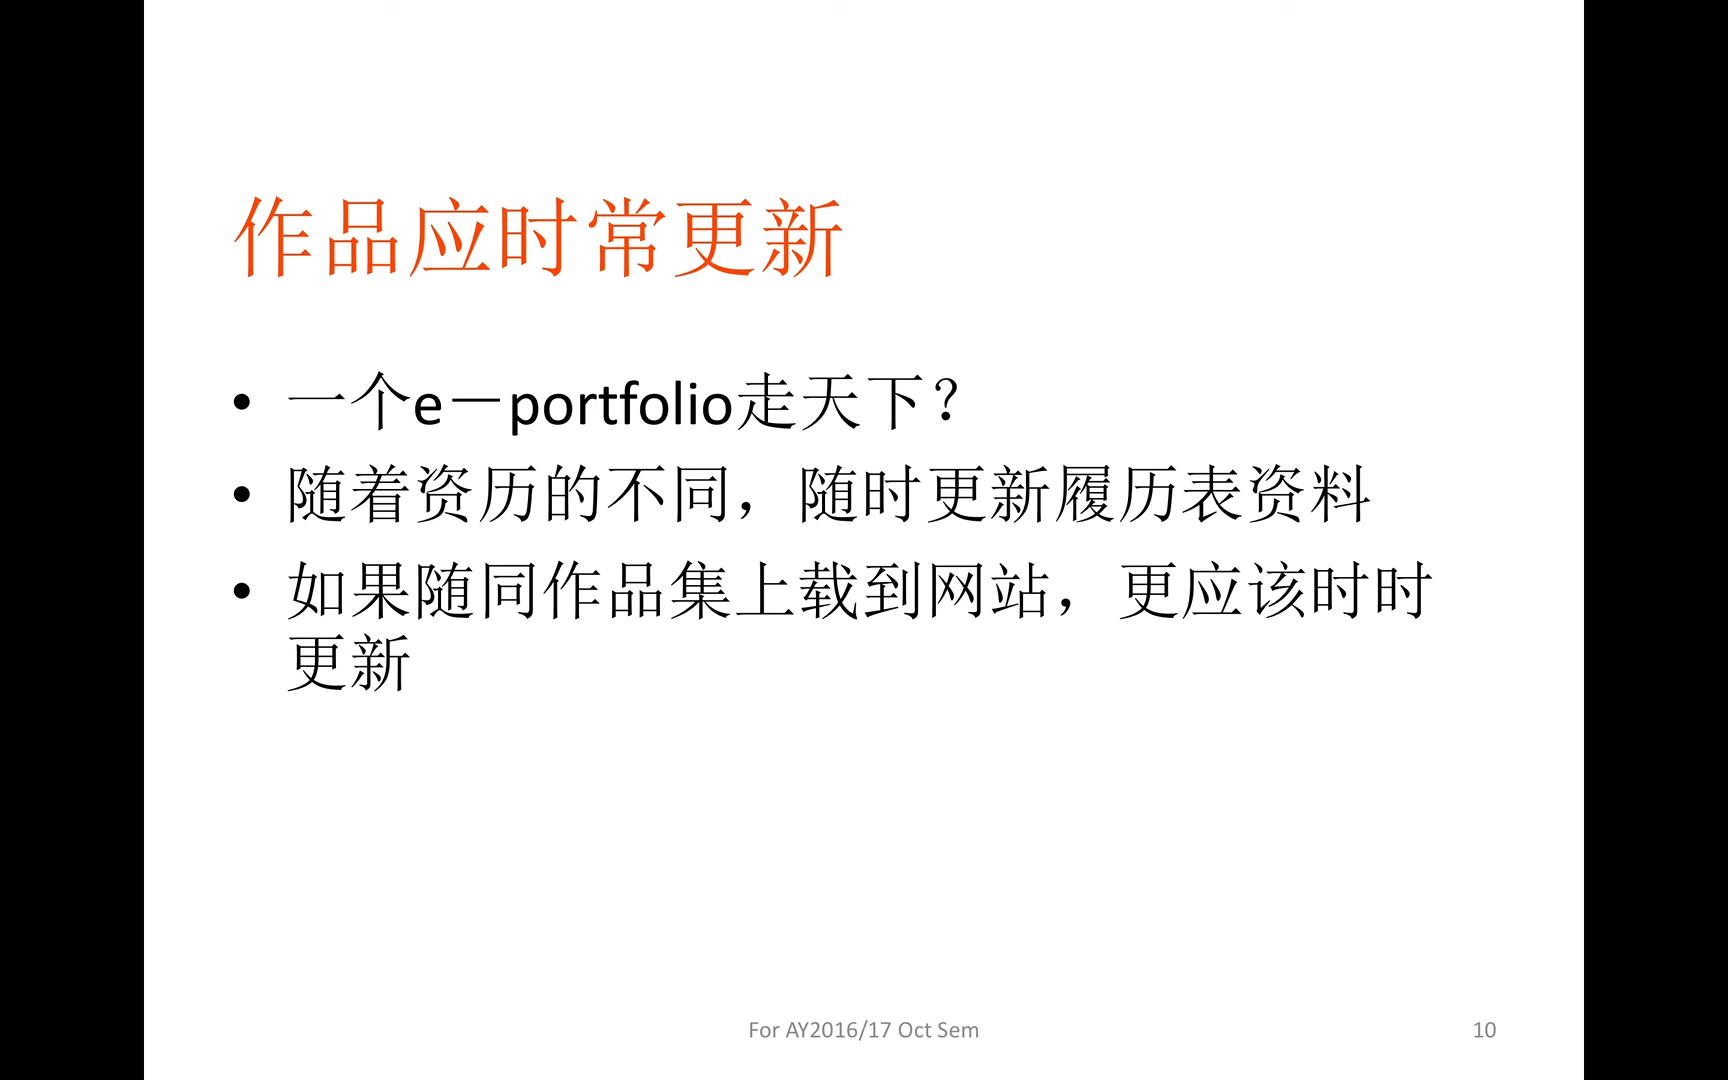 作品应时常更新
• 一个e－portfolio走天下？
• 随着资历的不同，随时更新履历表资料
• 如果随同作品集上载到网站，更应该时时
更新
For AY2016/17 Oct Sem
10